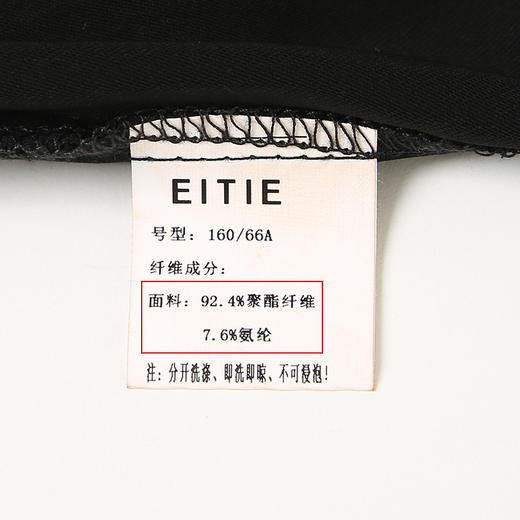 EITIE
号型: 160/66A
纤维成分:
面料: 92.4%聚酯纤维
7.6%氨纶
注: 分开洗涤、即洗即晾、不可浸泡!